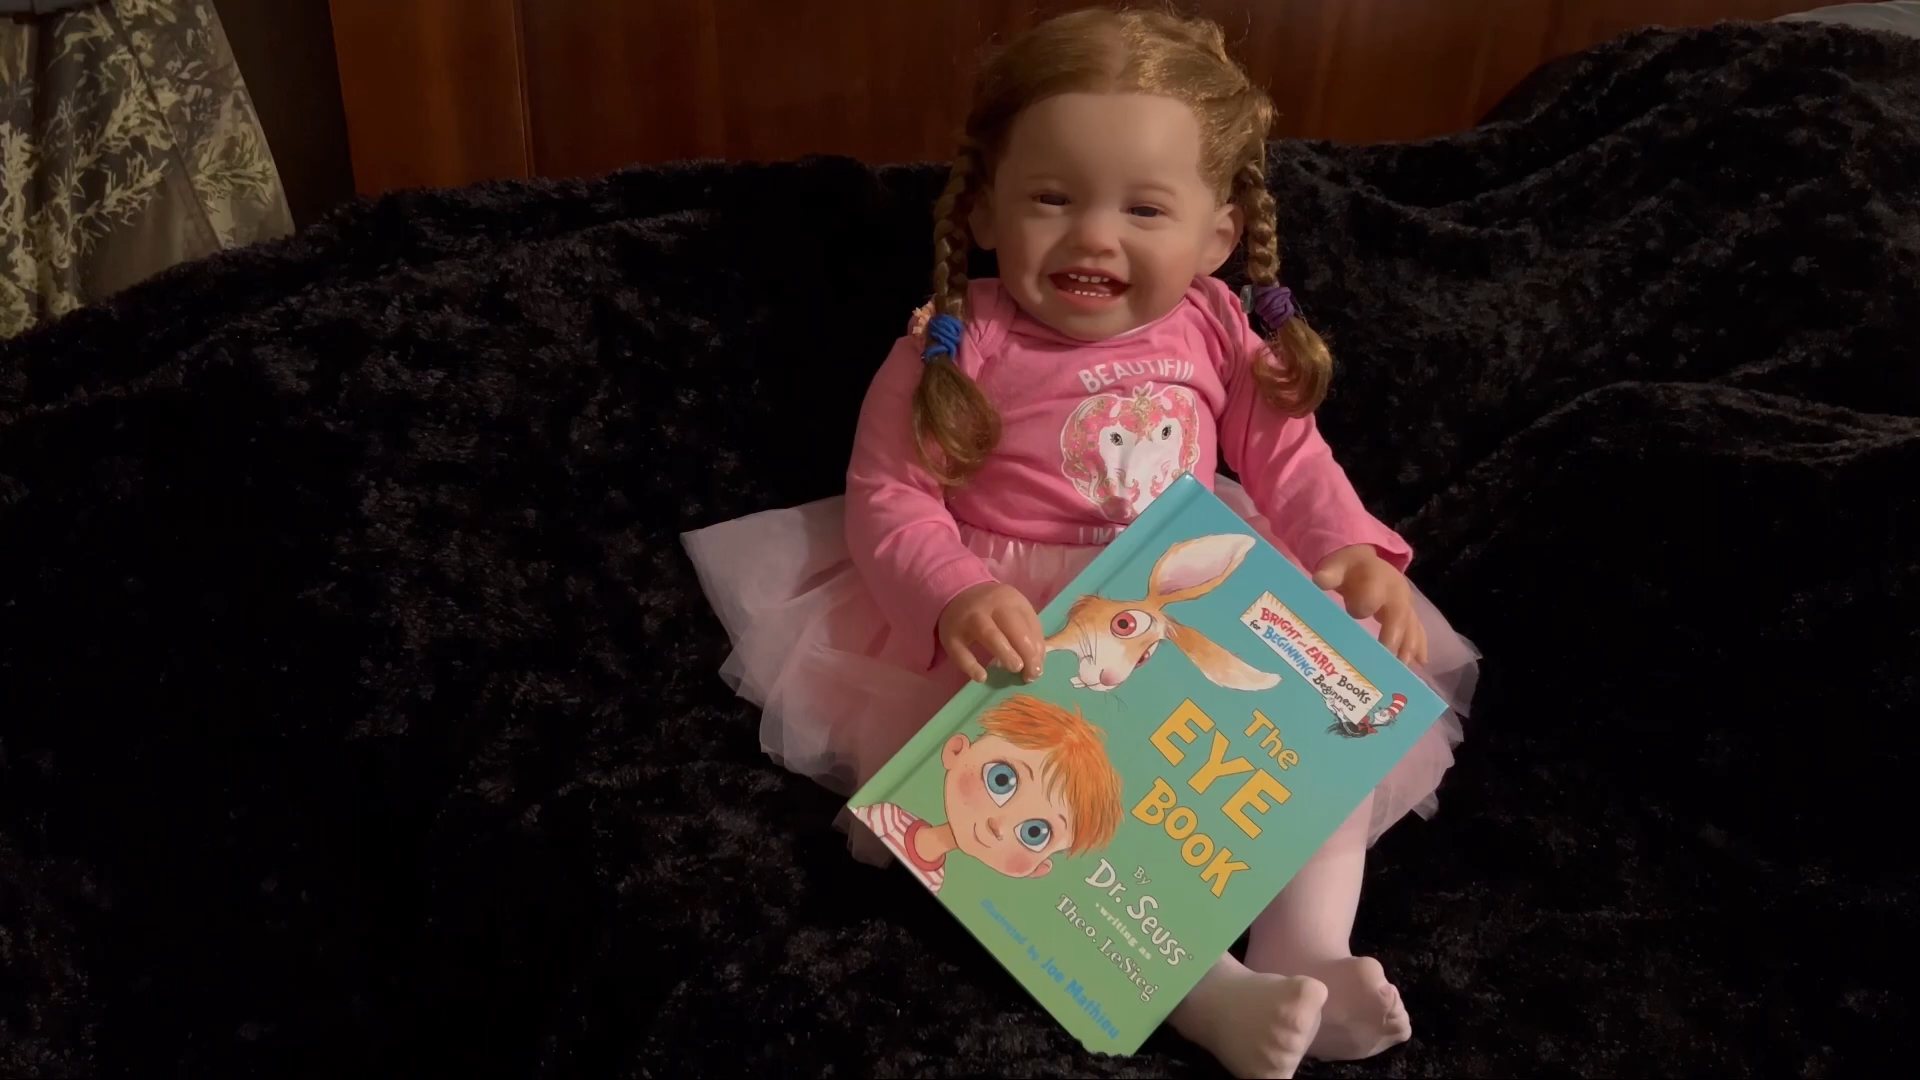 BEAUTIFUL
LIKE
BRIGHT and EARLY BOOKS
for BEGINNING Beginners
The
EYE
BOOK
By
Dr. Seuss
writing as
Theo. LeSieg
illustrated by Joe Mathieu